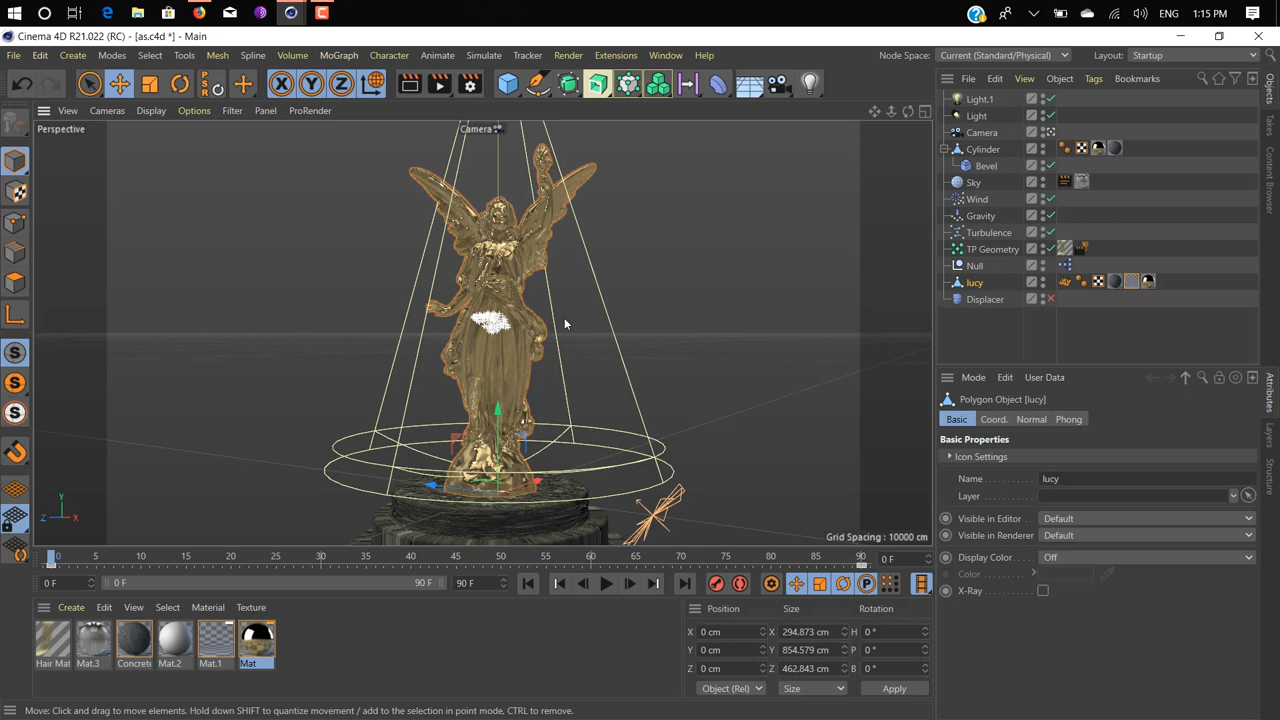 ENG 1:15 PM
Cinema 4D R21.022 (RC) - [as.c4d *] - Main
File Edit Create Modes Select Tools Mesh Spline Volume MoGraph Character Animate Simulate Tracker Render Extensions Window Help Node Space: Current (Standard/Physical) Layout: Startup
P S R X Y Z
View Cameras Display Options Filter Panel ProRender
Perspective
Camera
File Edit View Object Tags Bookmarks
Light.1
Light
Camera
Cylinder
Bevel
Sky
Wind
Gravity
Turbulence
TP Geometry
Null
lucy
Displacer
Objects
Takes
Content Browser
S
S
S
Mode Edit User Data
Polygon Object [lucy]
Basic Coord. Normal Phong
Basic Properties
Icon Settings
Name lucy
Layer
Visible in Editor Default
Visible in Renderer Default
Display Color Off
Color
X-Ray
Attributes
Layers
Structure
Y
Z X
Grid Spacing : 10000 cm
0 5 10 15 20 25 30 35 40 45 50 55 60 65 70 75 80 85 90 0 F
0 F 0 F 90 F 90 F P
Create Edit View Select Material Texture
Hair Mat Mat.3 Concrete Mat.2 Mat.1 Mat
Position Size Rotation
X 0 cm X 294.873 cm H 0 °
Y 0 cm Y 854.579 cm P 0 °
Z 0 cm Z 462.843 cm B 0 °
Object (Rel) Size Apply
Move: Click and drag to move elements. Hold down SHIFT to quantize movement / add to the selection in point mode, CTRL to remove.